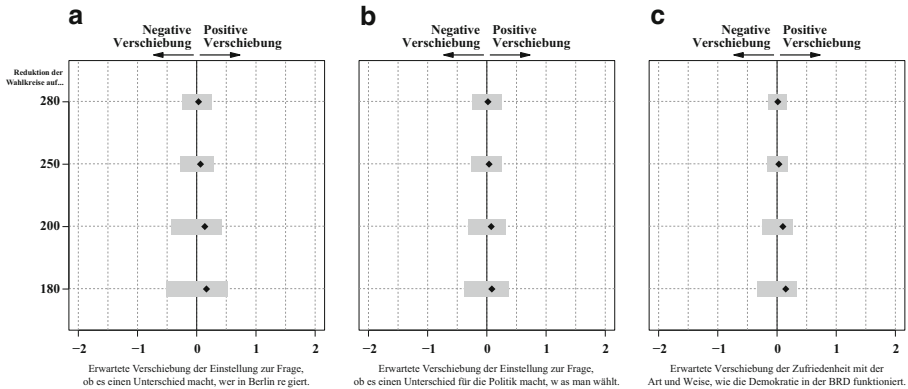 a
Negative Verschiebung
Positive Verschiebung
Reduktion der
Wahlkreise auf...
280
250
200
180
−2 −1 0 1 2
Erwartete Verschiebung der Einstellung zur Frage,
ob es einen Unterschied macht, wer in Berlin re giert.
b
Negative Verschiebung
Positive Verschiebung
−2 −1 0 1 2
Erwartete Verschiebung der Einstellung zur Frage,
ob es einen Unterschied für die Politik macht, w as man wählt.
c
Negative Verschiebung
Positive Verschiebung
−2 −1 0 1 2
Erwartete Verschiebung der Zufriedenheit mit der
Art und Weise, wie die Demokratie in der BRD funktioniert.